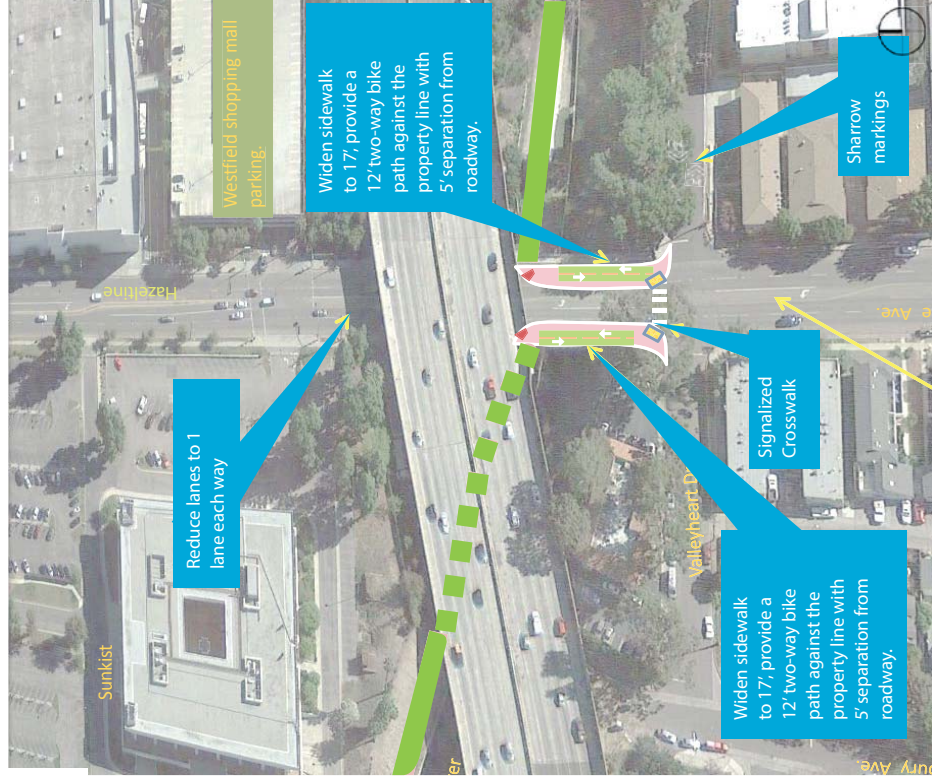 Westfield shopping mall
parking.
Widen sidewalk
to 17', provide a
12' two-way bike
path against the
property line with
5' separation from
roadway.
Sharrow
markings
Hazeltine
Reduce lanes to 1
lane each way
Sunkist
Signalized
Crosswalk
Valleyheart D
Widen sidewalk
to 17', provide a
12' two-way bike
path against the
property line with
5' separation from
roadway.
e Ave.
er
bury Ave.